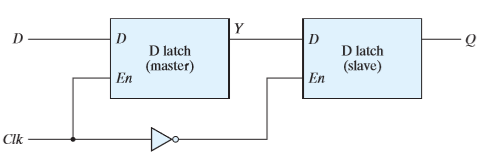 D
D
D latch
(master)
En
Y
D
D latch
(slave)
En
Q
Clk